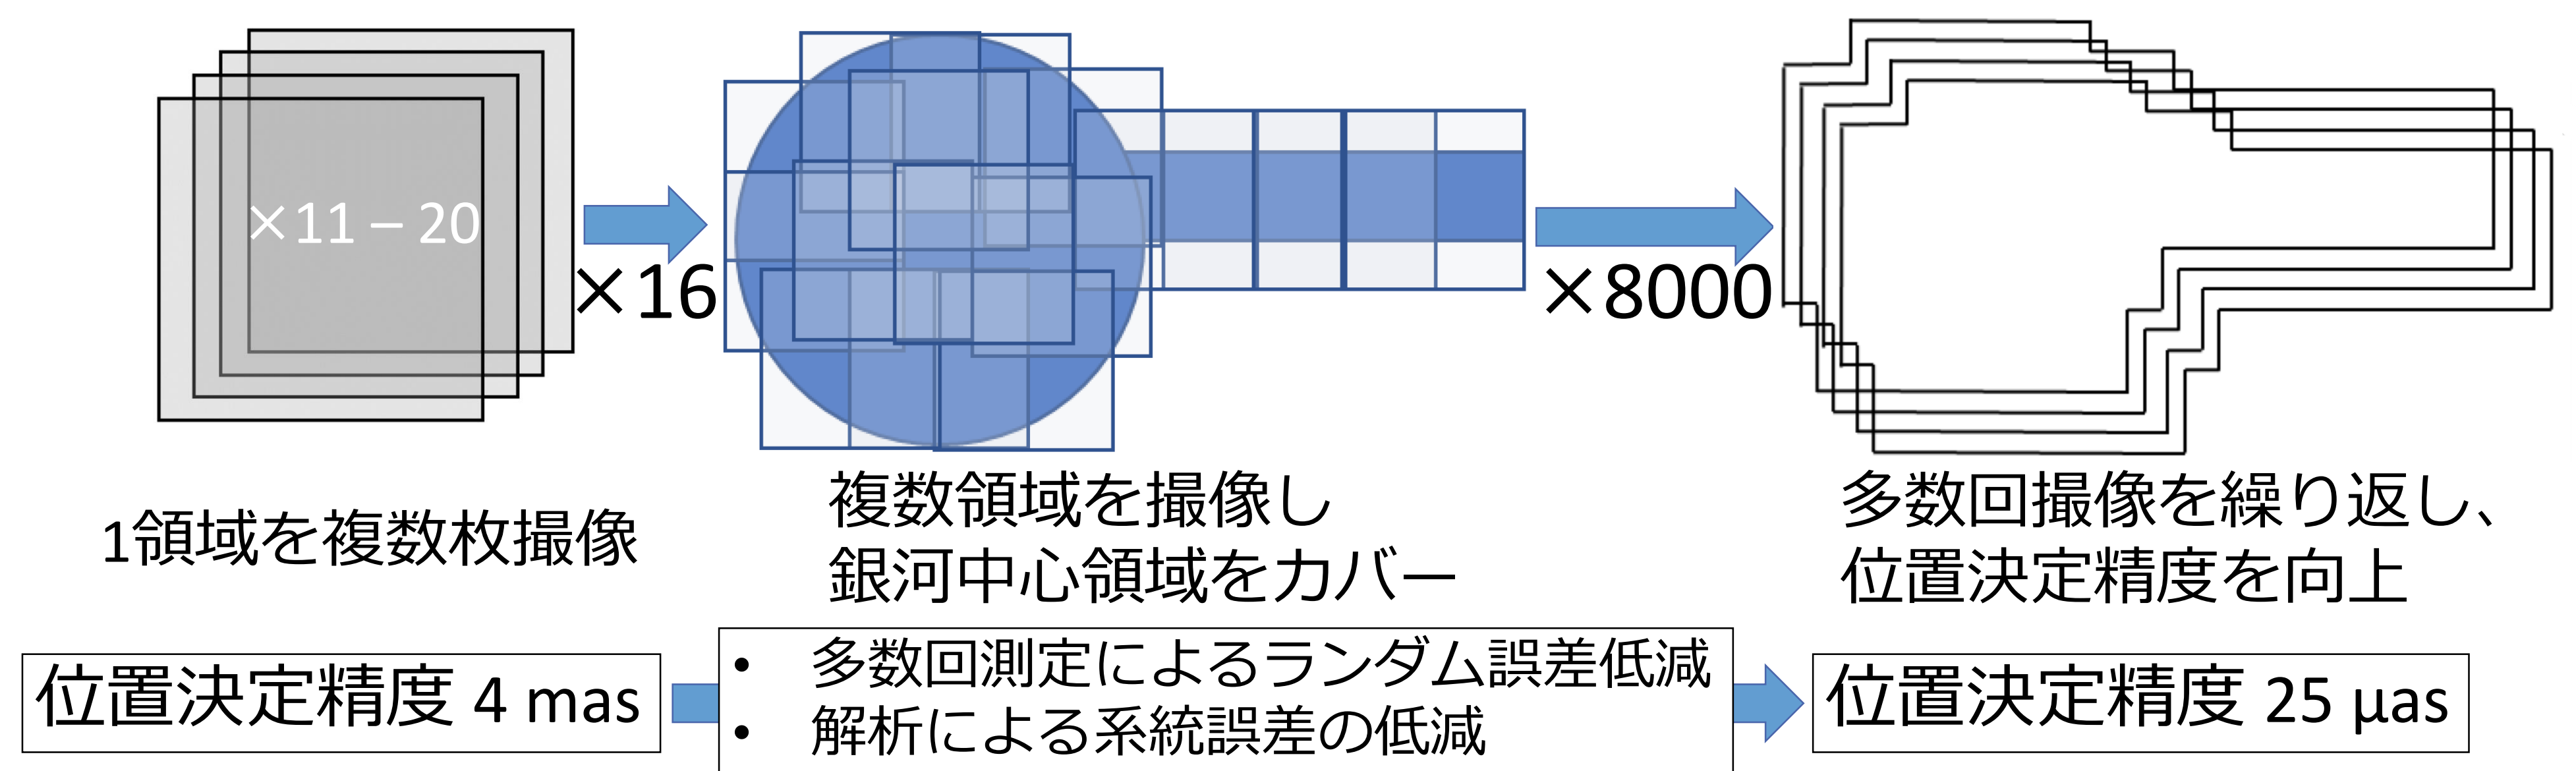 ×11 – 20
×16
×8000
1領域を複数枚撮像
複数領域を撮像し
銀河中心領域をカバー
多数回撮像を繰り返し、
位置決定精度を向上
位置決定精度 4 mas
• 多数回測定によるランダム誤差低減
• 解析による系統誤差の低減
位置決定精度 25 μas